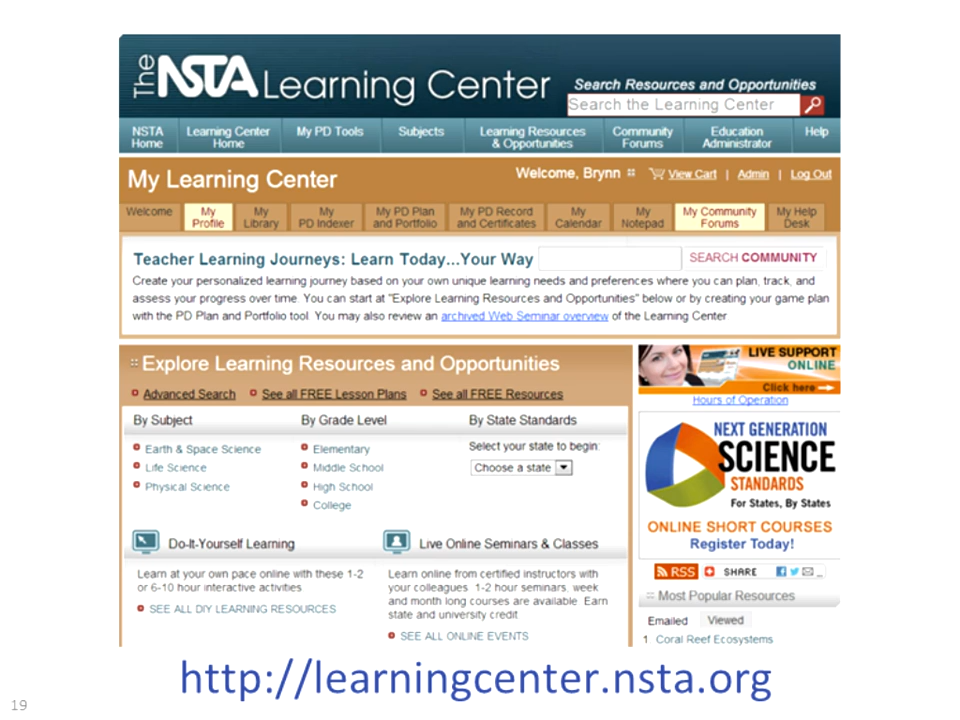 The NSTA Learning Center
Search Resources and Opportunities
Search the Learning Center
NSTA Home
Learning Center Home
My PD Tools
Subjects
Learning Resources & Opportunities
Community Forums
Education Administrator
Help
My Learning Center
Welcome, Brynn
View Cart | Admin | Log Out
Welcome
My Profile
My Library
My PD Indexer
My PD Plan and Portfolio
My PD Record and Certificates
My Calendar
My Notepad
My Community Forums
My Help Desk
Teacher Learning Journeys: Learn Today...Your Way
SEARCH COMMUNITY
Create your personalized learning journey based on your own unique learning needs and preferences where you can plan, track, and
assess your progress over time. You can start at "Explore Learning Resources and Opportunities" below or by creating your game plan
with the PD Plan and Portfolio tool. You may also review an archived Web Seminar overview of the Learning Center
Explore Learning Resources and Opportunities
Advanced Search
See all FREE Lesson Plans
See all FREE Resources
By Subject
Earth & Space Science
Life Science
Physical Science
By Grade Level
Elementary
Middle School
High School
College
By State Standards
Select your state to begin:
Choose a state
Do-It-Yourself Learning
Learn at your own pace online with these 1-2
or 6-10 hour interactive activities
SEE ALL DIY LEARNING RESOURCES
Live Online Seminars & Classes
Learn online from certified instructors with
your colleagues. 1-2 hour seminars, week
and month long courses are available. Earn
state and university credit
SEE ALL ONLINE EVENTS
LIVE SUPPORT
ONLINE
Click here
Hours of Operation
NEXT GENERATION
SCIENCE
STANDARDS
For States, By States
ONLINE SHORT COURSES
Register Today!
RSS
SHARE
Most Popular Resources
Emailed
Viewed
1 Coral Reef Ecosystems
http://learningcenter.nsta.org
19